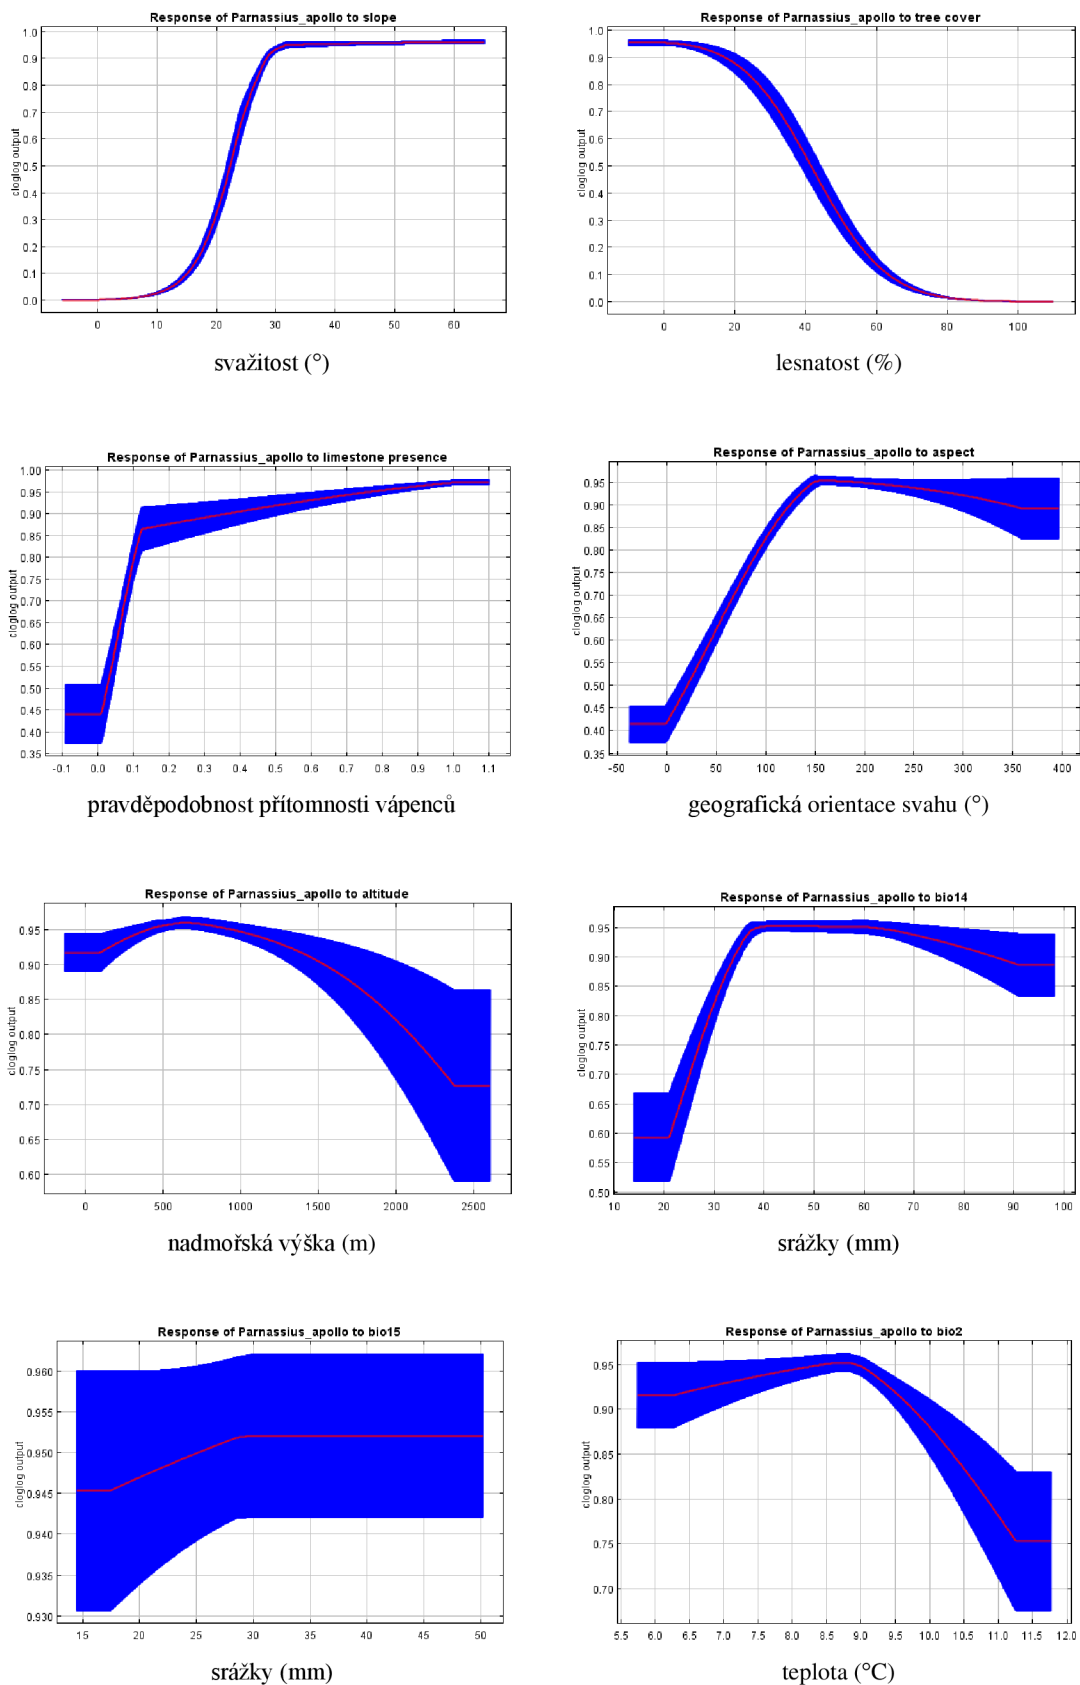 Response of Parnassius_apollo to slope
cloglog output
1.0
0.9
0.8
0.7
0.6
0.5
0.4
0.3
0.2
0.1
0.0
0 10 20 30 40 50 60
svažitost (°)
Response of Parnassius_apollo to tree cover
cloglog output
1.0
0.9
0.8
0.7
0.6
0.5
0.4
0.3
0.2
0.1
0.0
0 20 40 60 80 100
lesnatost (%)
Response of Parnassius_apollo to limestone presence
cloglog output
1.00
0.95
0.90
0.85
0.80
0.75
0.70
0.65
0.60
0.55
0.50
0.45
0.40
0.35
-0.1 0.0 0.1 0.2 0.3 0.4 0.5 0.6 0.7 0.8 0.9 1.0 1.1
pravděpodobnost přítomnosti vápenců
Response of Parnassius_apollo to aspect
cloglog output
0.95
0.90
0.85
0.80
0.75
0.70
0.65
0.60
0.55
0.50
0.45
0.40
0.35
-50 0 50 100 150 200 250 300 350 400
geografická orientace svahu (°)
Response of Parnassius_apollo to altitude
cloglog output
0.95
0.90
0.85
0.80
0.75
0.70
0.65
0.60
0 500 1000 1500 2000 2500
nadmořská výška (m)
Response of Parnassius_apollo to bio14
cloglog output
0.95
0.90
0.85
0.80
0.75
0.70
0.65
0.60
0.55
0.50
10 20 30 40 50 60 70 80 90 100
srážky (mm)
Response of Parnassius_apollo to bio15
cloglog output
0.960
0.955
0.950
0.945
0.940
0.935
0.930
15 20 25 30 35 40 45 50
srážky (mm)
Response of Parnassius_apollo to bio2
cloglog output
0.95
0.90
0.85
0.80
0.75
0.70
5.5 6.0 6.5 7.0 7.5 8.0 8.5 9.0 9.5 10.0 10.5 11.0 11.5 12.0
teplota (°C)